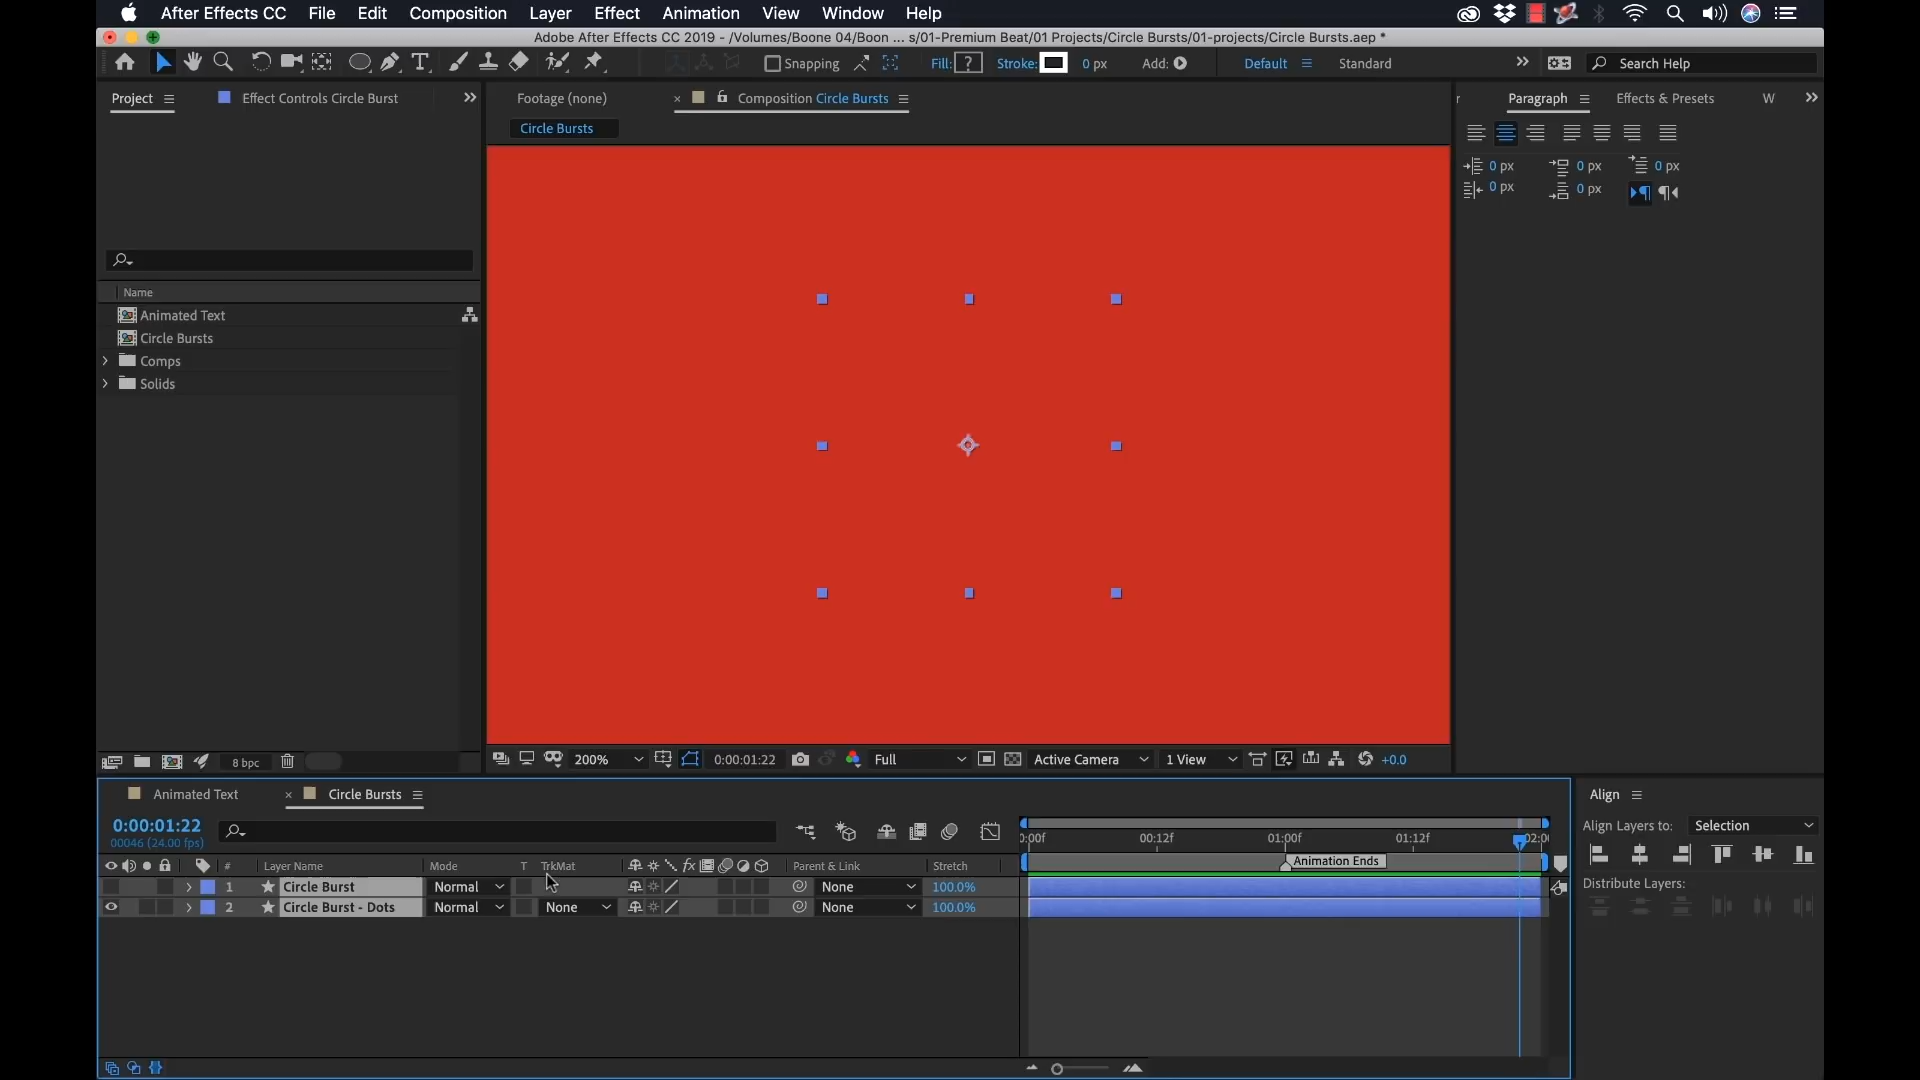 After Effects CC File Edit Composition Layer Effect Animation View Window Help
Adobe After Effects CC 2019 - /Volumes/Boone 04/Boon ... s/01-Premium Beat/01 Projects/Circle Bursts/01-projects/Circle Bursts.aep *
Snapping Fill: ? Stroke: 0 px Add: Default Standard Search Help
Project Effect Controls Circle Burst Footage (none) Composition Circle Bursts Paragraph Effects & Presets W
Circle Bursts
0 px 0 px 0 px
0 px 0 px
Name
Animated Text
Circle Bursts
Comps
Solids
8 bpc 200% 0:00:01:22 Full Active Camera 1 View +0.0
Animated Text Circle Bursts Align
0:00:01:22
00046 (24.00 fps)
Align Layers to: Selection
00:12f 01:00f 01:12f
# Layer Name Mode T TrkMat Parent & Link Stretch Animation Ends
Distribute Layers:
1 Circle Burst Normal None 100.0%
2 Circle Burst - Dots Normal None None 100.0%